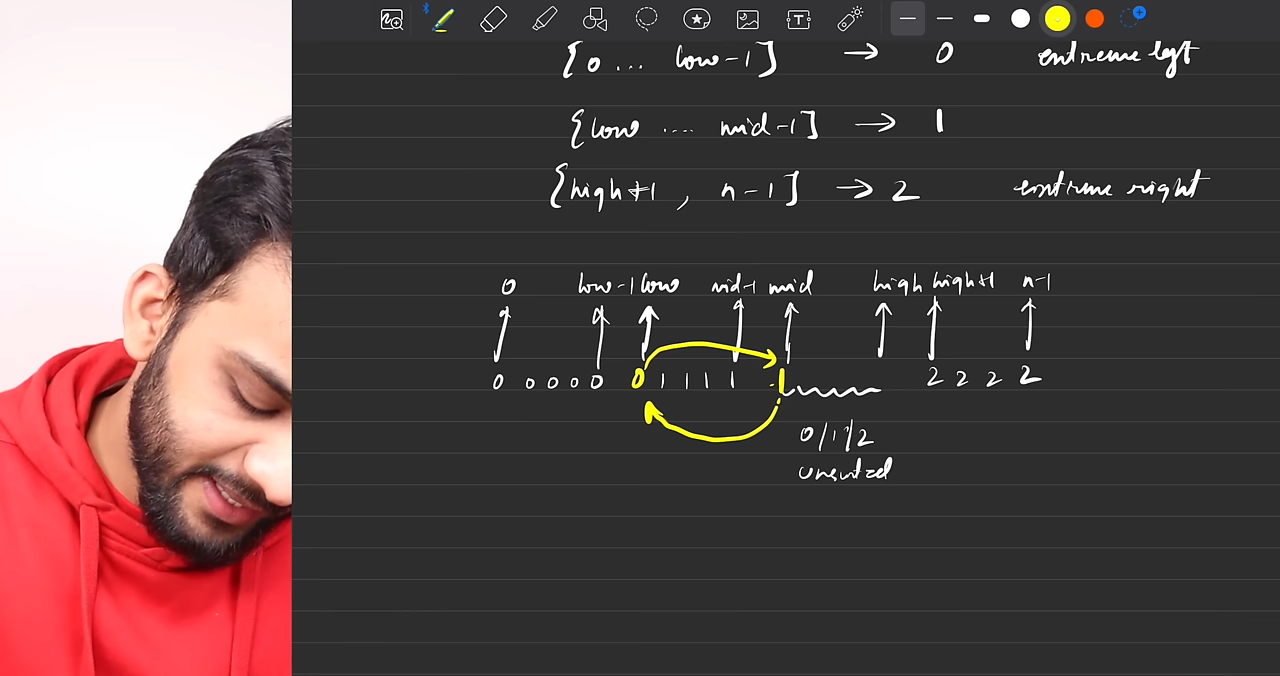 [0 ... low-1] → 0 extreme left
[low ... mid-1] → 1
[high+1, n-1] → 2 extreme right
0 low-1 low mid-1 mid high high+1 n-1
0 0 0 0 0 0 1 1 1 1 1 2 2 2 2
0/1/2
unsorted